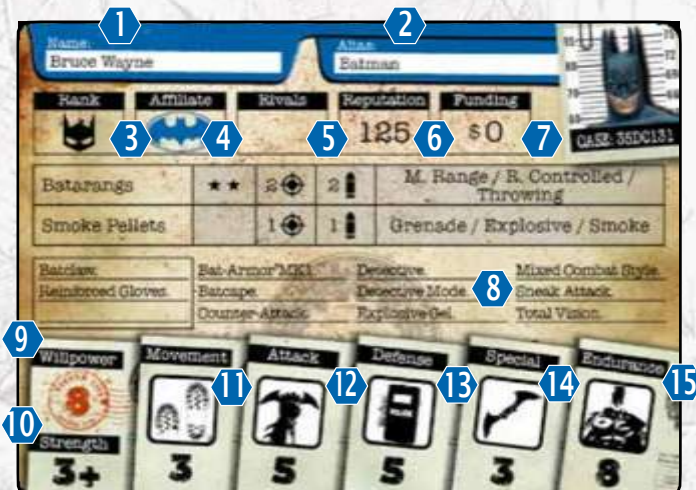 1 2
Name: Alias:
Bruce Wayne Batman
Rank Affiliate Rivals Reputation Funding
3 4 5 125 6 $0 7
CASE: 35DC131
Batarangs ★★ 2 2 M. Range / R. Controlled / Throwing
Smoke Pellets 1 1 Grenade / Explosive / Smoke
Batclaw. Bat-Armor MK1. Detective. Mixed Combat Style.
Reinforced Gloves. Batcape. Detective Mode. 8 Sneak Attack.
Counter-Attack. Explosive Gel. Total Vision.
9
Willpower Movement Attack Defense Special Endurance
8 11 12 13 14 15
10
Strength
3+ 3 5 5 3 8